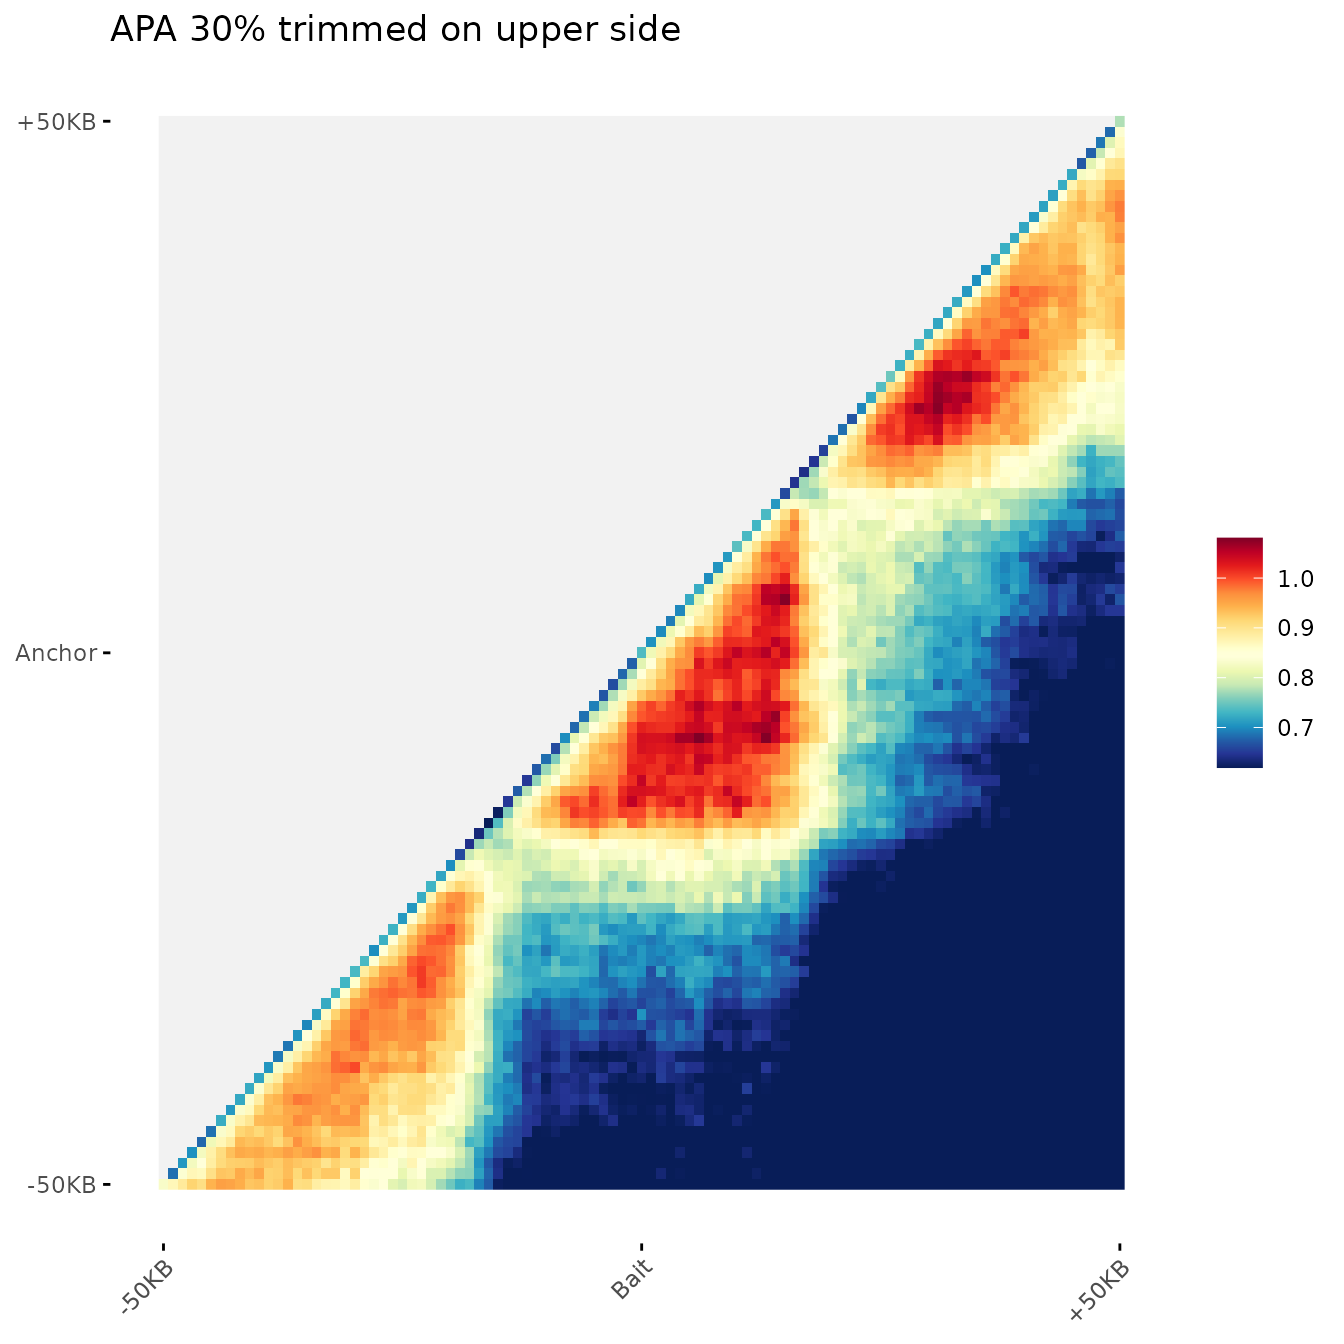 APA 30% trimmed on upper side
+50KB
Anchor
-50KB
1.0
0.9
0.8
0.7
-50KB
Bait
+50KB